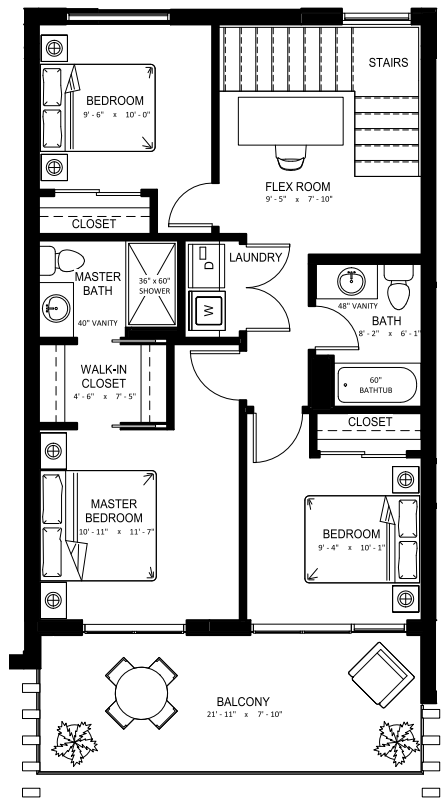 STAIRS
BEDROOM
9' - 6" x 10' - 0"
FLEX ROOM
9' - 5" x 7' - 10"
CLOSET
LAUNDRY
D
W
MASTER
BATH
36" x 60"
SHOWER
40" VANITY
48" VANITY
BATH
8' - 2" x 6' - 1"
WALK-IN
CLOSET
4' - 6" x 7' - 5"
60"
BATHTUB
CLOSET
MASTER
BEDROOM
10' - 11" x 11' - 7"
BEDROOM
9' - 4" x 10' - 1"
BALCONY
21' - 11" x 7' - 10"